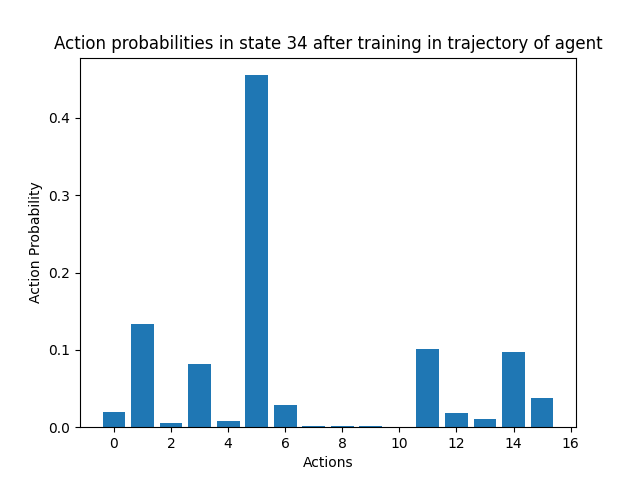 Action probabilities in state 34 after training in trajectory of agent
Action Probability
0.4
0.3
0.2
0.1
0.0
0 2 4 6 8 10 12 14 16
Actions